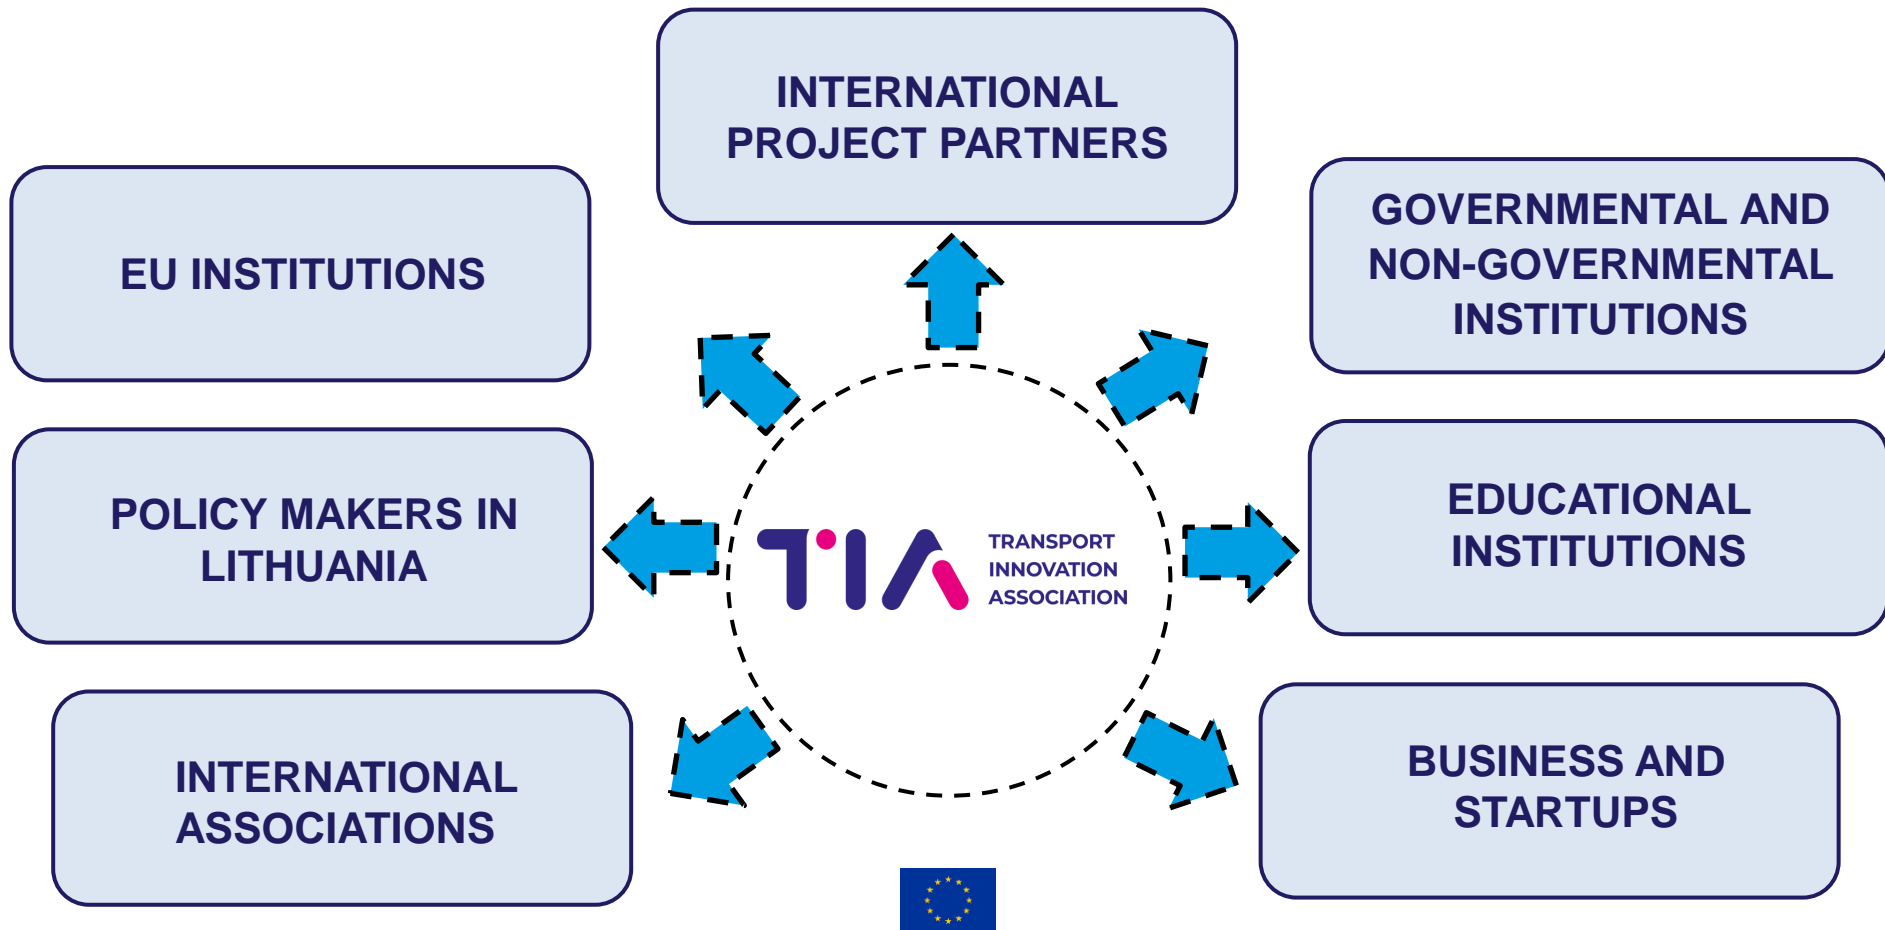 INTERNATIONAL
PROJECT PARTNERS
EU INSTITUTIONS
GOVERNMENTAL AND
NON-GOVERNMENTAL
INSTITUTIONS
POLICY MAKERS IN
LITHUANIA
TIA
TRANSPORT
INNOVATION
ASSOCIATION
EDUCATIONAL
INSTITUTIONS
INTERNATIONAL
ASSOCIATIONS
BUSINESS AND
STARTUPS